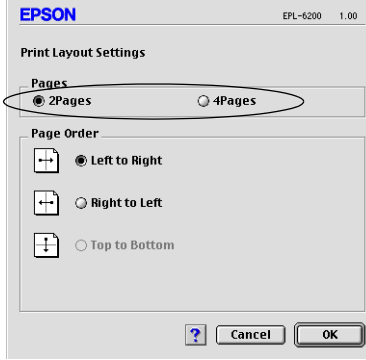 EPSON EPL-6200 1.00
Print Layout Settings
Pages
2Pages 4Pages
Page Order
Left to Right
Right to Left
Top to Bottom
? Cancel OK